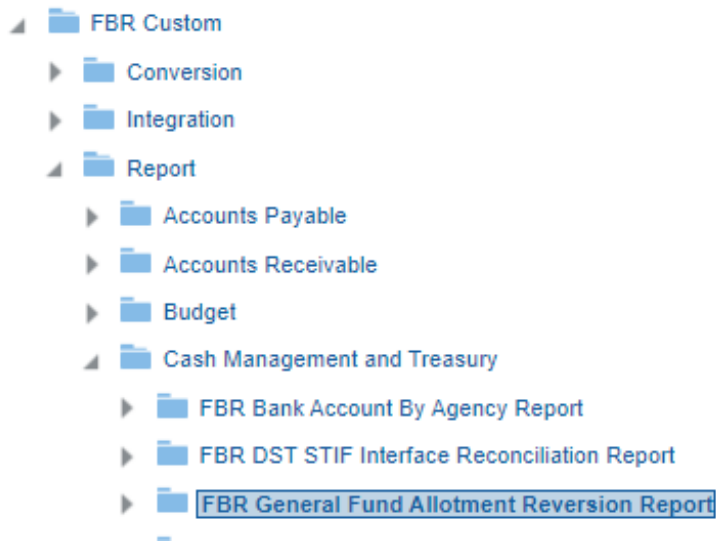 FBR Custom
Conversion
Integration
Report
Accounts Payable
Accounts Receivable
Budget
Cash Management and Treasury
FBR Bank Account By Agency Report
FBR DST STIF Interface Reconciliation Report
FBR General Fund Allotment Reversion Report